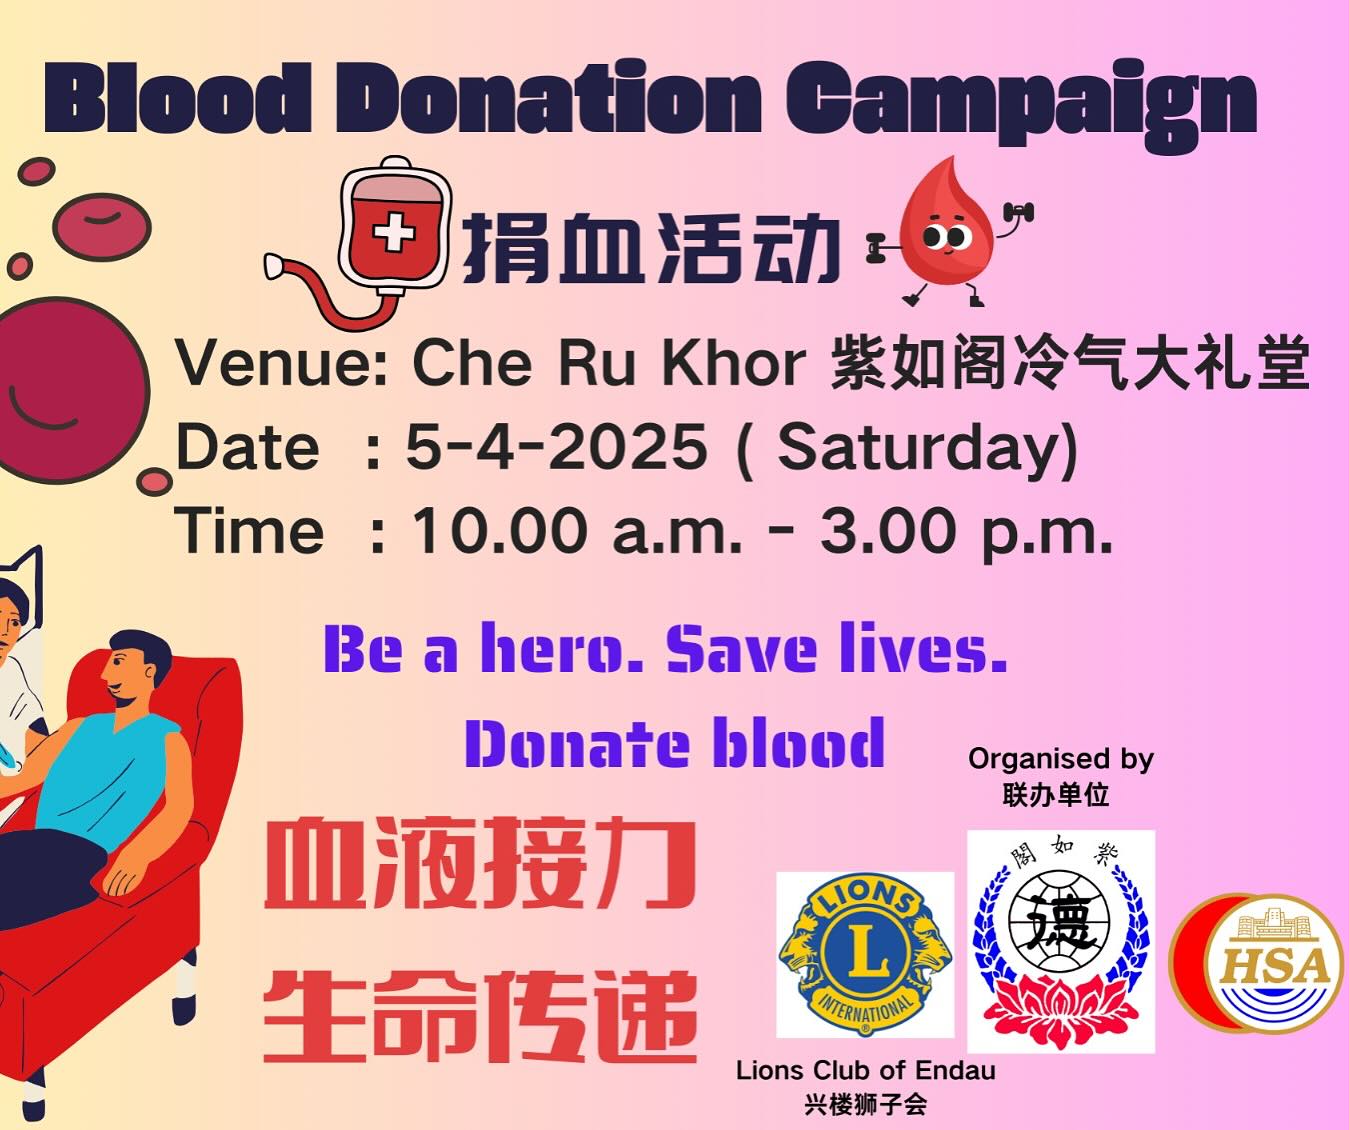 Blood Donation Campaign
捐血活动
Venue: Che Ru Khor 紫如阁冷气大礼堂
Date : 5-4-2025 ( Saturday)
Time : 10.00 a.m. - 3.00 p.m.
Be a hero. Save lives.
Donate blood
Organised by
联办单位
血液接力
生命传递
閣如紫
德
LIONS
L
INTERNATIONAL
®
HSA
Lions Club of Endau
兴楼狮子会